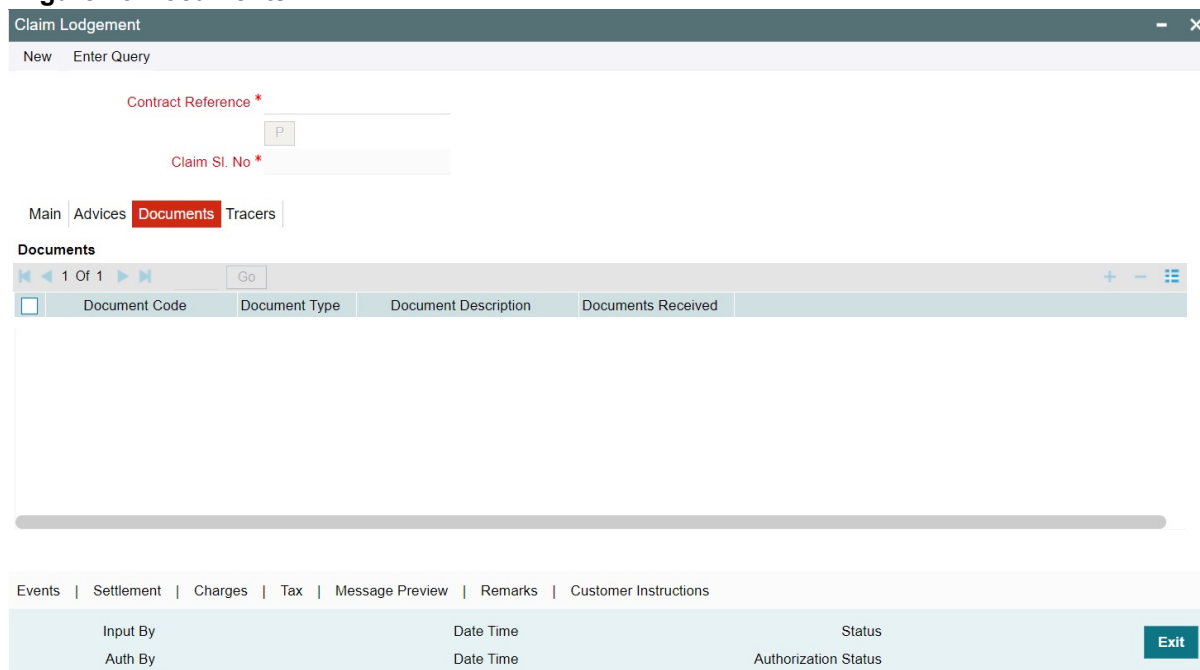 Claim Lodgement
New Enter Query
Contract Reference *
P
Claim Sl. No *
Main Advices Documents Tracers
Documents
1 Of 1 Go
Document Code Document Type Document Description Documents Received
Events | Settlement | Charges | Tax | Message Preview | Remarks | Customer Instructions
Input By Date Time Status
Auth By Date Time Authorization Status
Exit